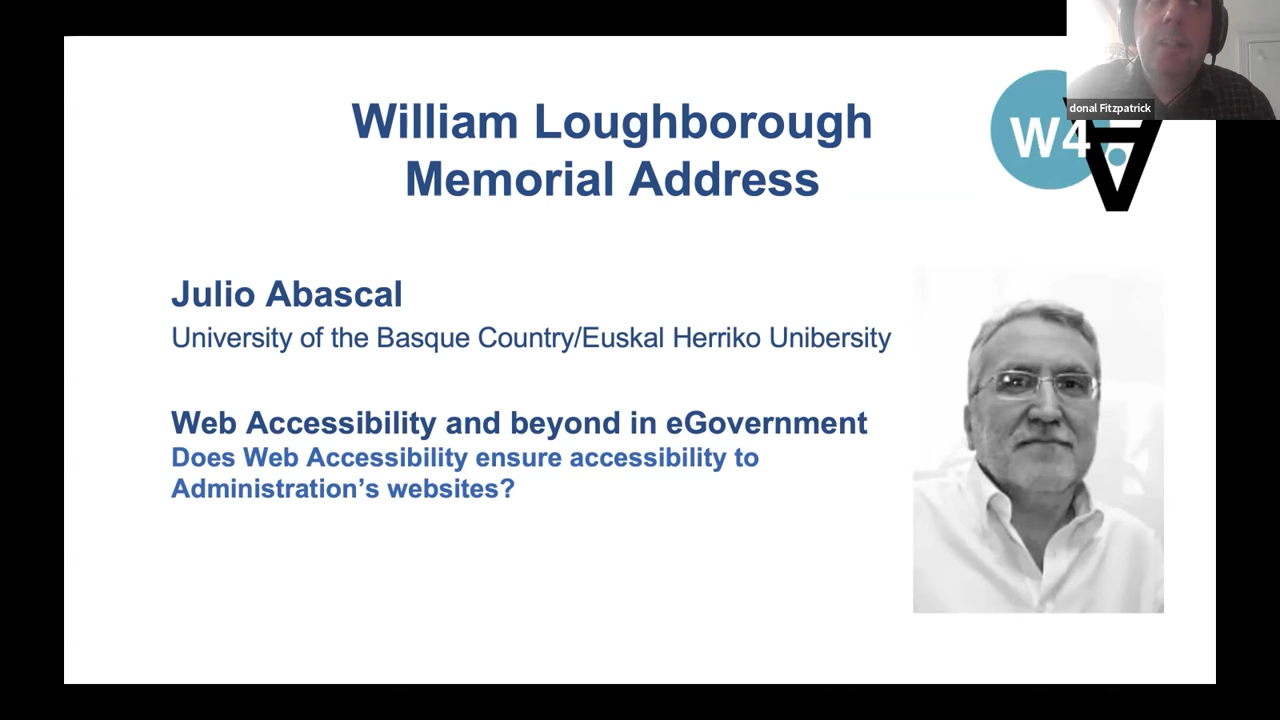 William Loughborough
Memorial Address
W4
donal Fitzpatrick
Julio Abascal
University of the Basque Country/Euskal Herriko Unibersity
Web Accessibility and beyond in eGovernment
Does Web Accessibility ensure accessibility to
Administration’s websites?